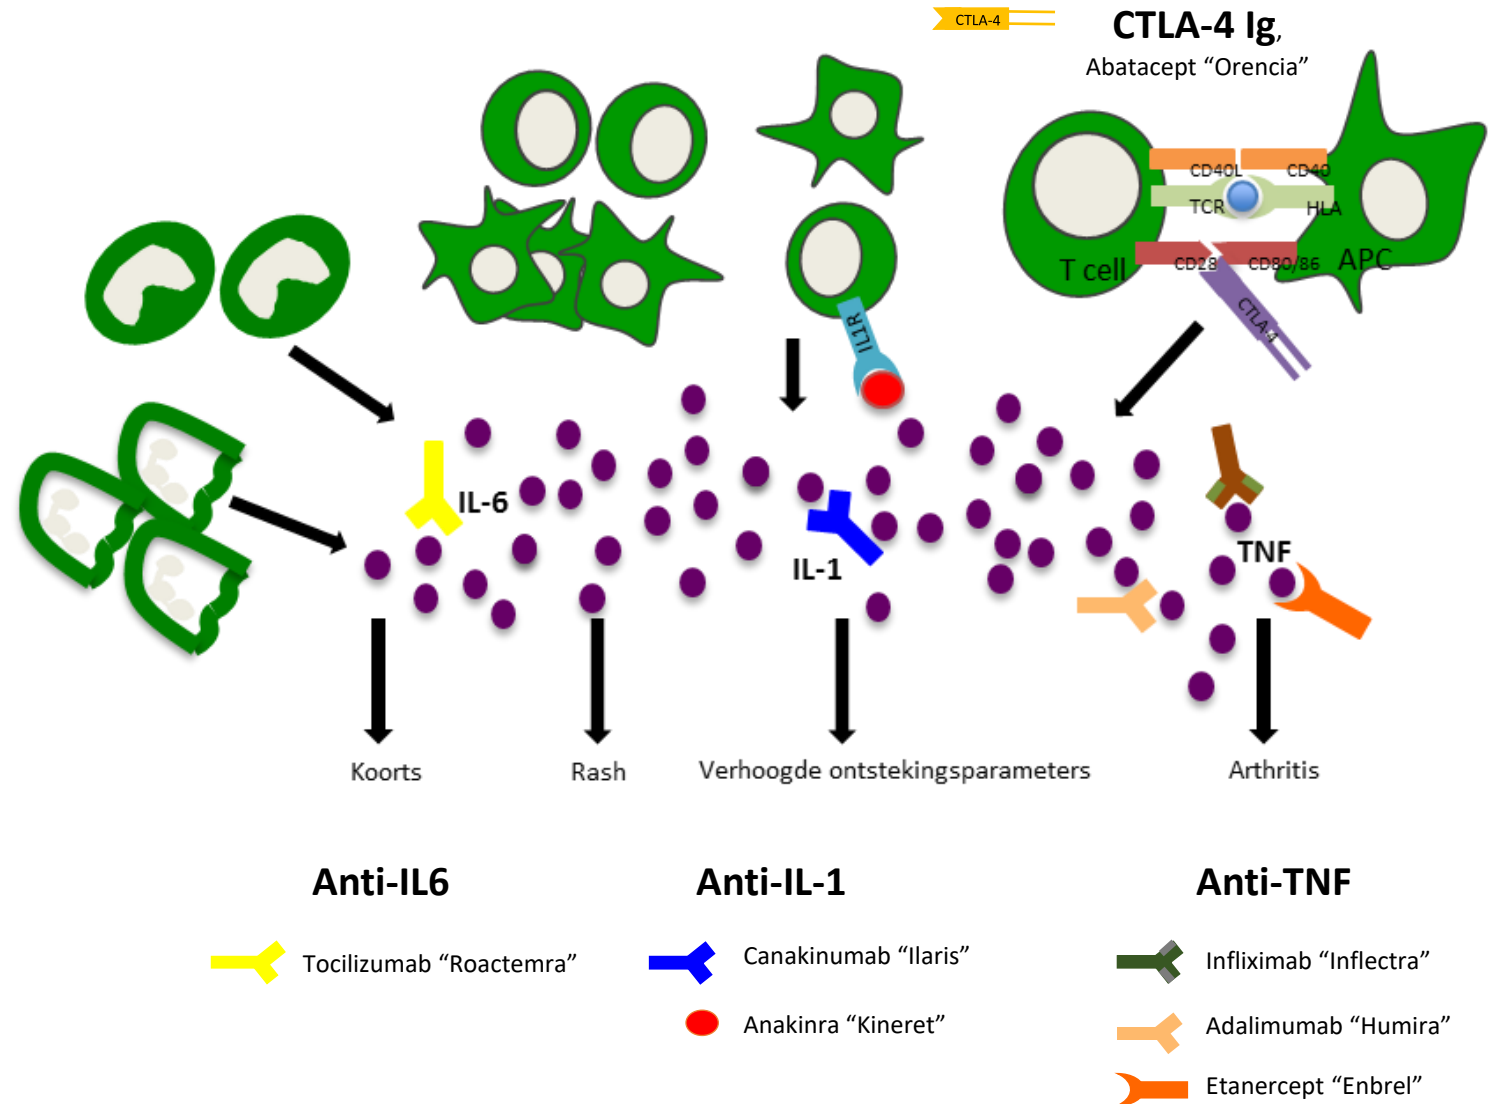 CTLA-4
CTLA-4 Ig,
Abatacept “Orencia”
CD40L
CD40
TCR
HLA
T cell
CD28
CD80/86
APC
CTLA-4
IL1R
IL-6
IL-1
TNF
Koorts
Rash
Verhoogde ontstekingsparameters
Arthritis
Anti-IL6
Anti-IL-1
Anti-TNF
Tocilizumab “Roactemra”
Canakinumab “Ilaris”
Infliximab “Inflectra”
Anakinra “Kineret”
Adalimumab “Humira”
Etanercept “Enbrel”